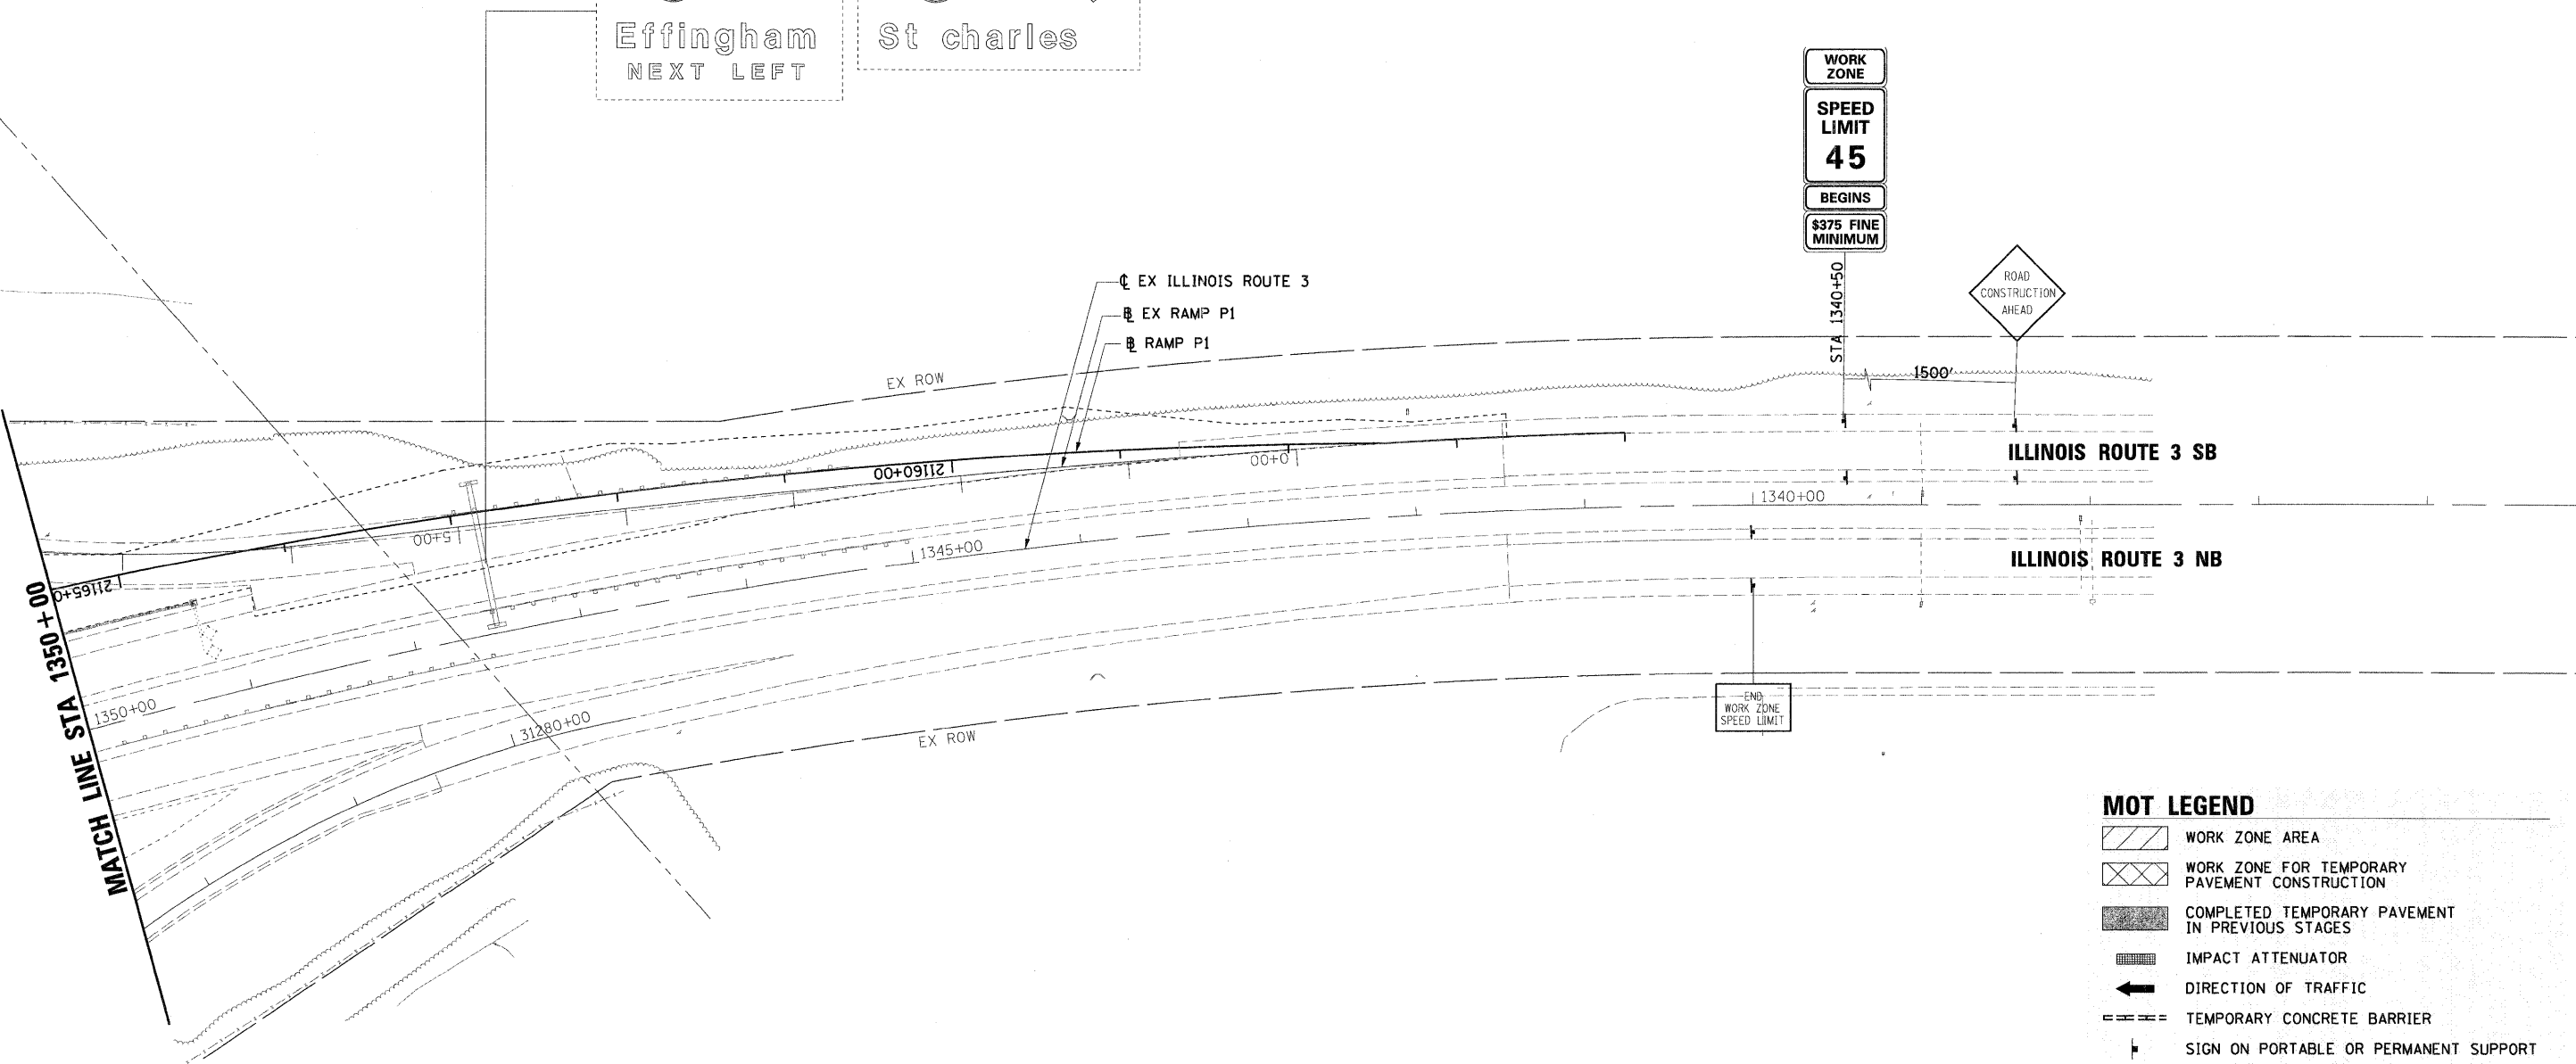 Effingham
NEXT LEFT
St charles
WORK
ZONE
SPEED
LIMIT
45
BEGINS
$375 FINE
MINIMUM
STA 1340+50
ROAD
CONSTRUCTION
AHEAD
1500'
℄ EX ILLINOIS ROUTE 3
BL EX RAMP P1
BL RAMP P1
EX ROW
21160+00
0+00
ILLINOIS ROUTE 3 SB
1340+00
5+00
1345+00
ILLINOIS ROUTE 3 NB
21165+0
MATCH LINE STA 1350+00
1350+00
31280+00
EX ROW
END
WORK ZONE
SPEED LIMIT
MOT LEGEND
WORK ZONE AREA
WORK ZONE FOR TEMPORARY
PAVEMENT CONSTRUCTION
COMPLETED TEMPORARY PAVEMENT
IN PREVIOUS STAGES
IMPACT ATTENUATOR
DIRECTION OF TRAFFIC
TEMPORARY CONCRETE BARRIER
SIGN ON PORTABLE OR PERMANENT SUPPORT